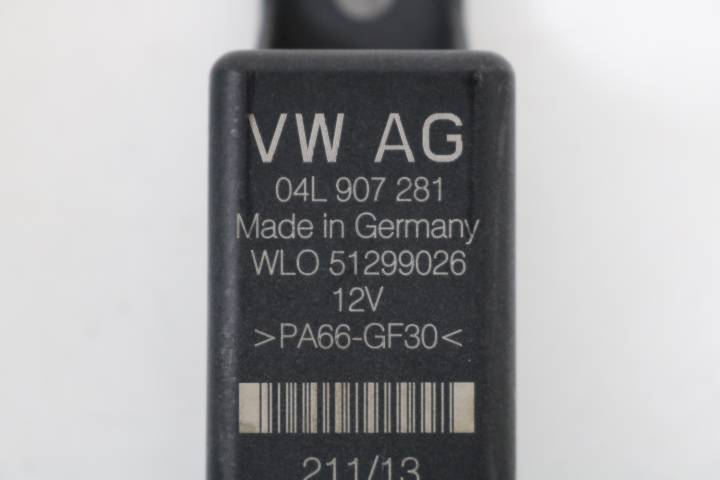 VW AG
04L 907 281
Made in Germany
WLO 51299026
12V
>PA66-GF30<
211/13